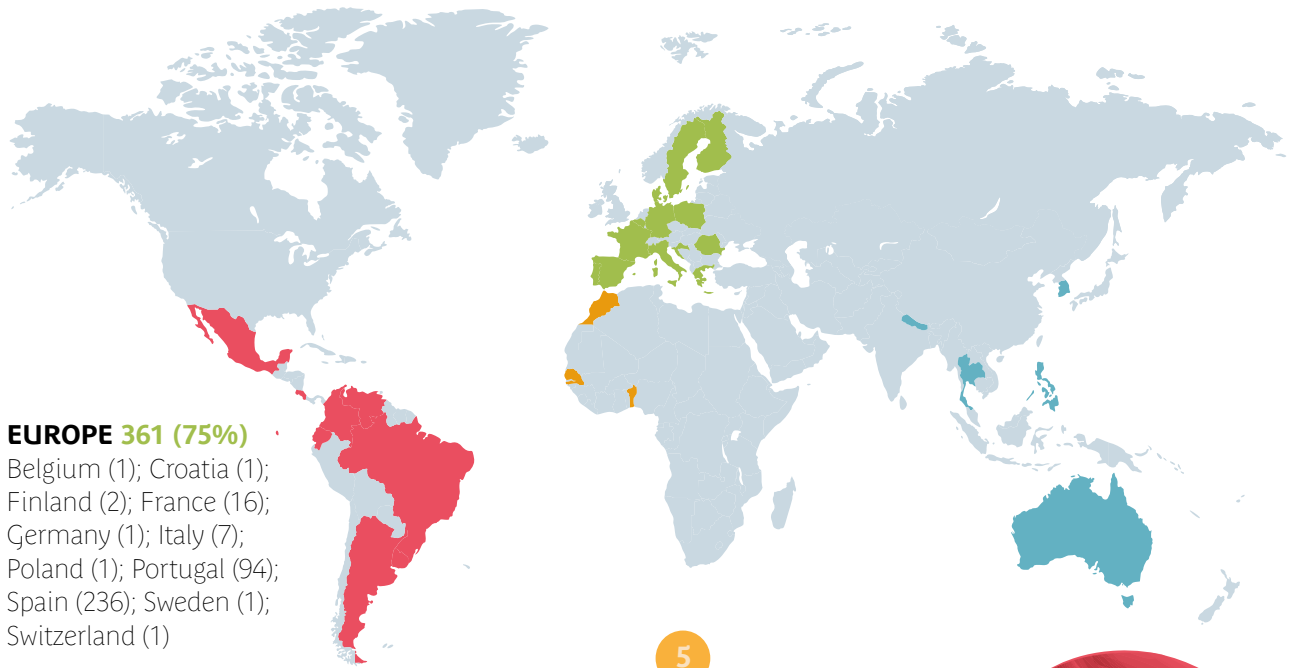 EUROPE 361 (75%)
Belgium (1); Croatia (1);
Finland (2); France (16);
Germany (1); Italy (7);
Poland (1); Portugal (94);
Spain (236); Sweden (1);
Switzerland (1)
5